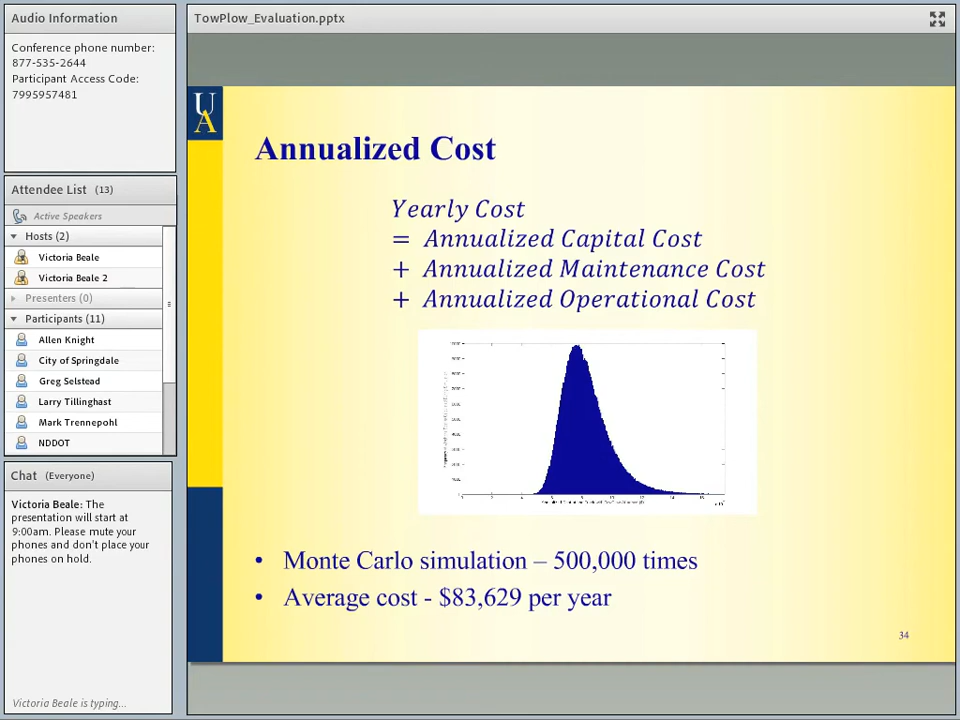 Audio Information
Conference phone number:
877-535-2644
Participant Access Code:
7995957481
Attendee List (13)
Active Speakers
Hosts (2)
Victoria Beale
Victoria Beale 2
Presenters (0)
Participants (11)
Allen Knight
City of Springdale
Greg Selstead
Larry Tillinghast
Mark Trennepohl
NDDOT
Chat (Everyone)
Victoria Beale: The
presentation will start at
9:00am. Please mute your
phones and don't place your
phones on hold.
Victoria Beale is typing...
TowPlow_Evaluation.pptx
UA
Annualized Cost
Yearly Cost
= Annualized Capital Cost
+ Annualized Maintenance Cost
+ Annualized Operational Cost
• Monte Carlo simulation – 500,000 times
• Average cost - $83,629 per year
34